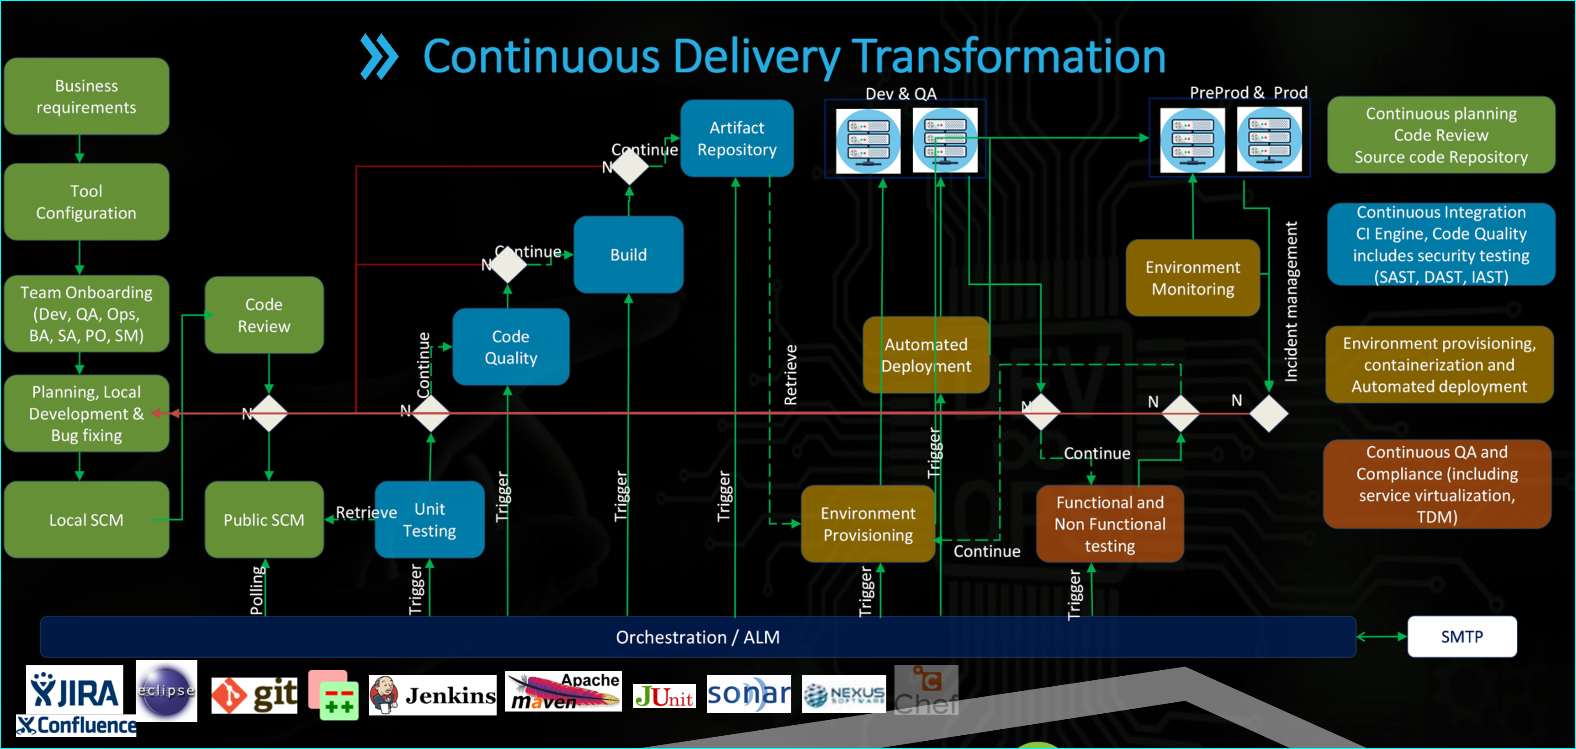 Continuous Delivery Transformation
Business
requirements
Tool
Configuration
Team Onboarding
(Dev, QA, Ops,
BA, SA, PO, SM)
Planning, Local
Development &
Bug fixing
Local SCM
Code
Review
N
Public SCM
Polling
Retrieve
Unit
Testing
Trigger
N
Continue
Code
Quality
Trigger
N
Continue
Build
Trigger
N
Continue
Artifact
Repository
Trigger
Retrieve
Dev & QA
Automated
Deployment
Trigger
Environment
Provisioning
Trigger
Continue
N
Continue
Functional and
Non Functional
testing
Trigger
N
PreProd & Prod
Environment
Monitoring
Incident management
N
Continuous planning
Code Review
Source code Repository
Continuous Integration
CI Engine, Code Quality
includes security testing
(SAST, DAST, IAST)
Environment provisioning,
containerization and
Automated deployment
Continuous QA and
Compliance (including
service virtualization,
TDM)
Orchestration / ALM
SMTP
JIRA
Confluence
eclipse
git
Jenkins
Apache
maven
JUnit
sonar
NEXUS
SOFTWARE
Chef